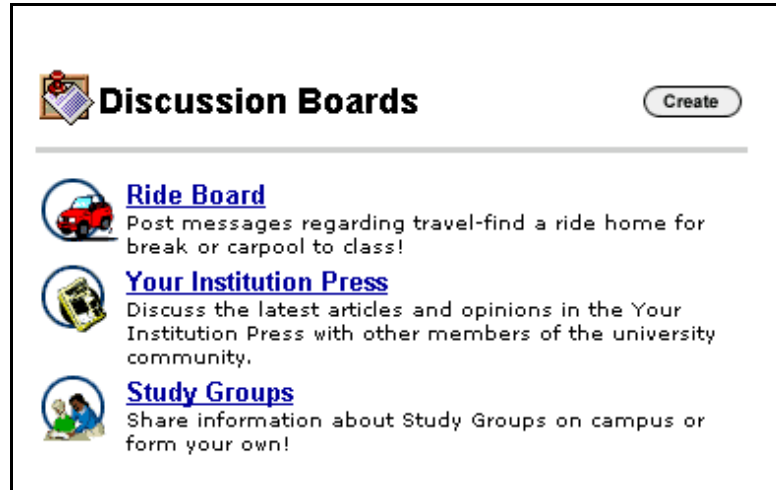 Discussion Boards
Create
Ride Board
Post messages regarding travel-find a ride home for
break or carpool to class!
Your Institution Press
Discuss the latest articles and opinions in the Your
Institution Press with other members of the university
community.
Study Groups
Share information about Study Groups on campus or
form your own!